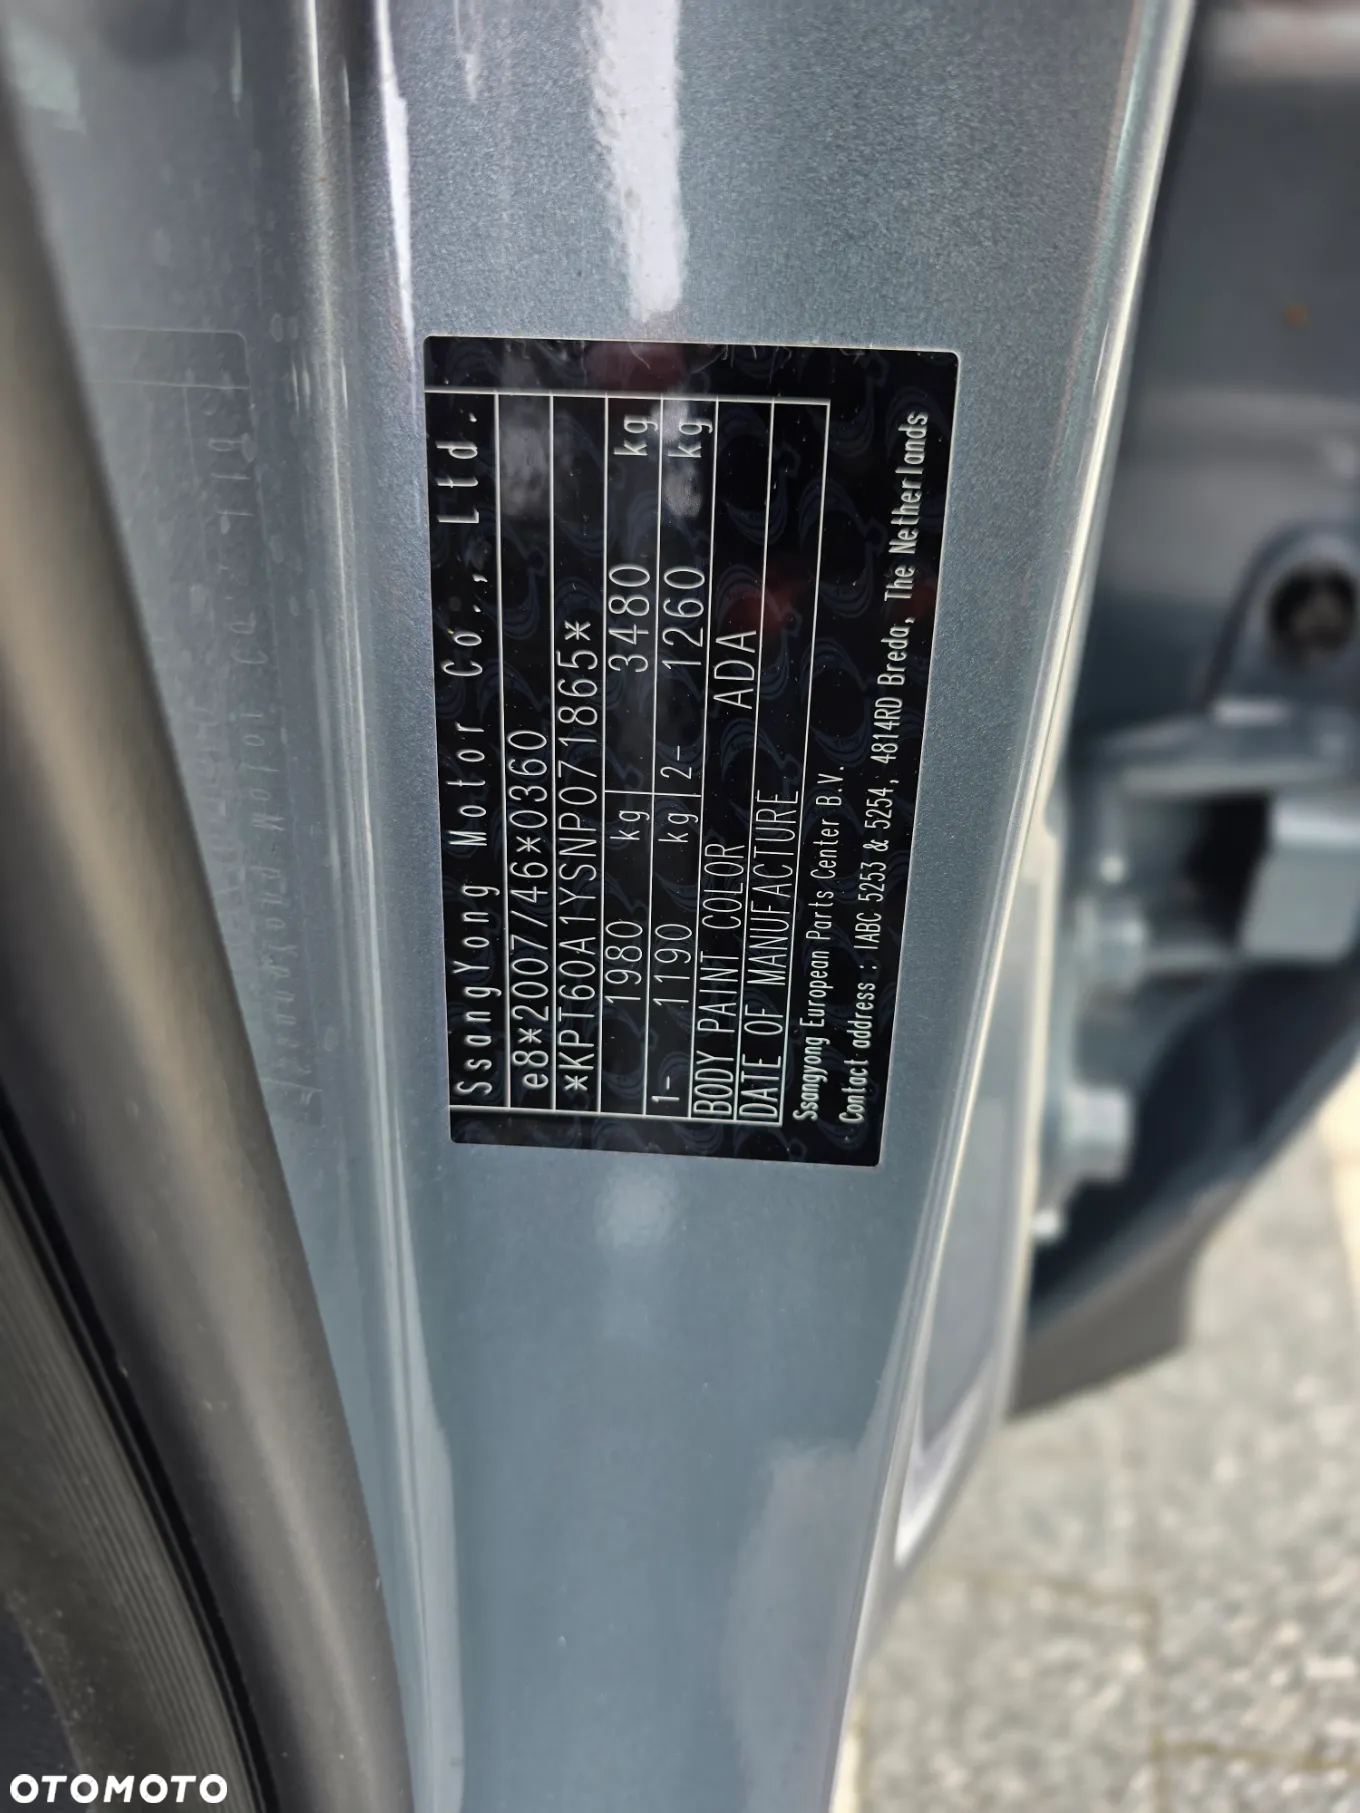 SsangYong Motor Co., Ltd.
e8*2007/46*0360
*KPT60A1YSNP071865*
1980 kg 3480 kg
1- 1190 kg 2- 1260 kg
BODY PAINT COLOR ADA
DATE OF MANUFACTURE
Ssangyong European Parts Center B.V.
Contact address : IABC 5253 & 5254, 4814RD Breda, The Netherlands
OTOMOTO